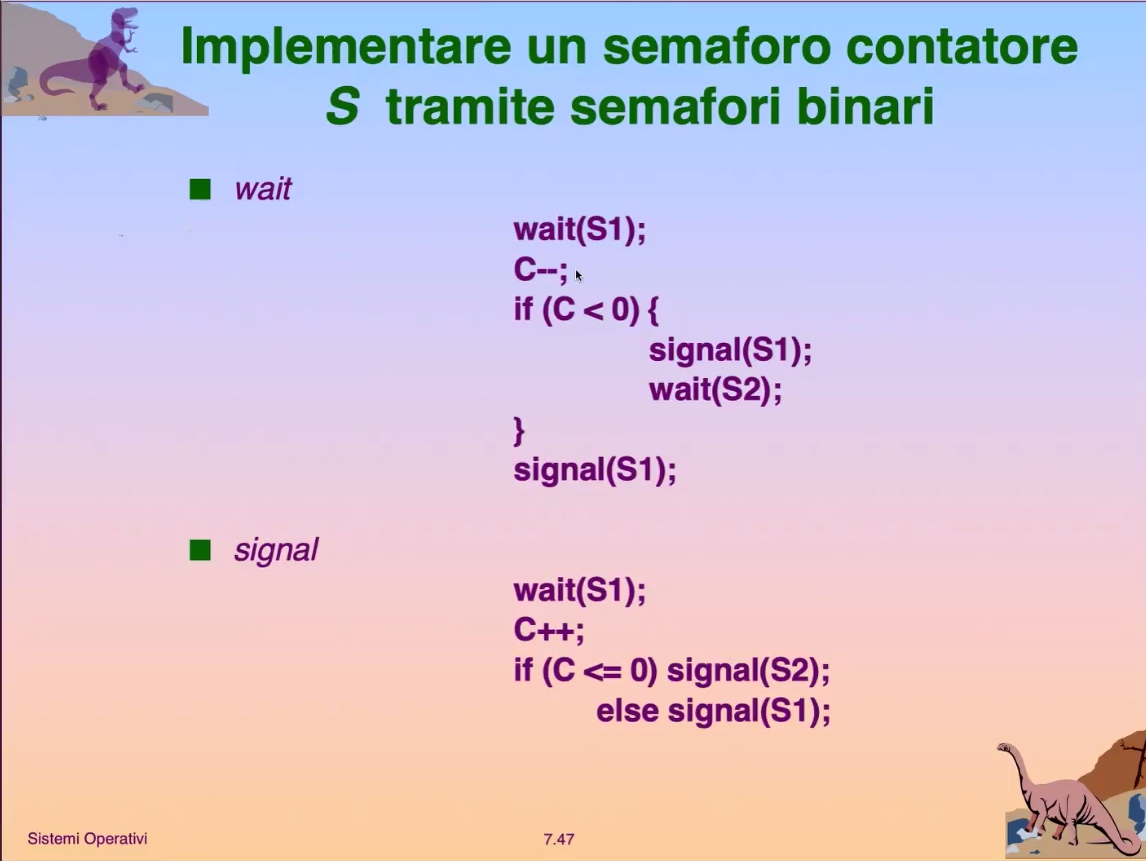 Implementare un semaforo contatore
S tramite semafori binari
wait
wait(S1);
C--;
if (C < 0) {
signal(S1);
wait(S2);
}
signal(S1);
signal
wait(S1);
C++;
if (C <= 0) signal(S2);
else signal(S1);
Sistemi Operativi
7.47